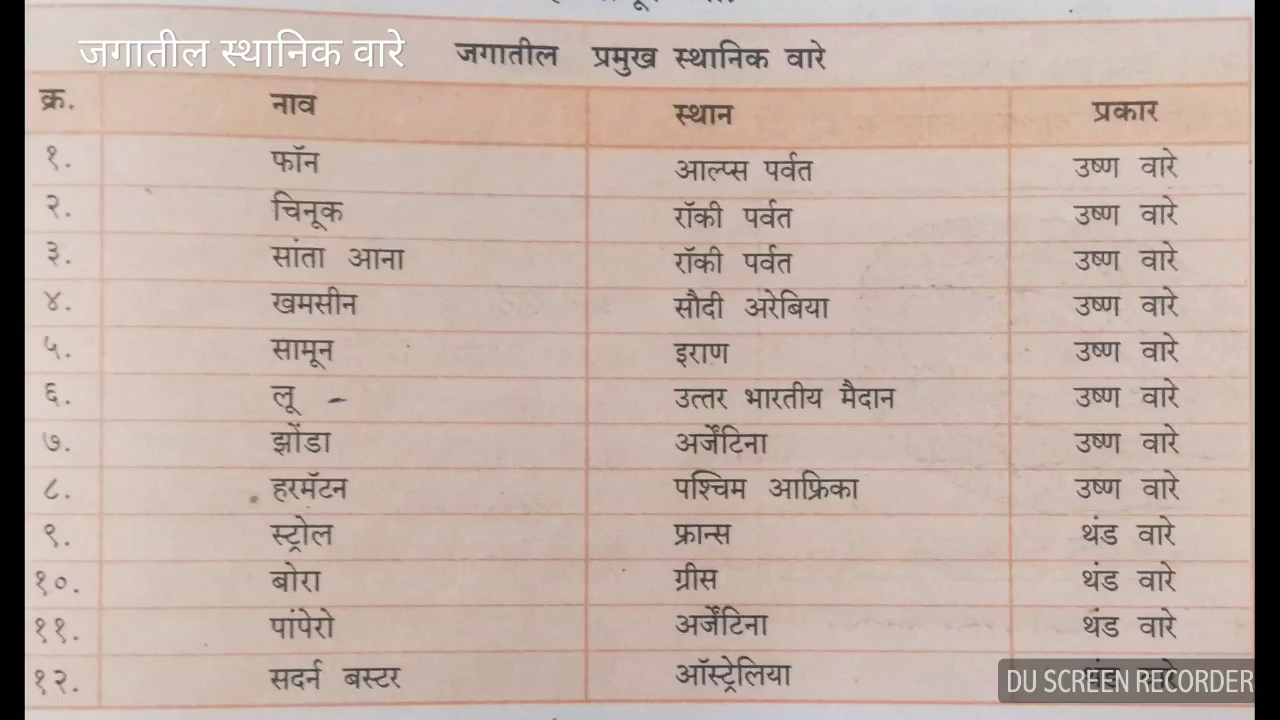 जगातील स्थानिक वारे
जगातील प्रमुख स्थानिक वारे
क्र. नाव स्थान प्रकार
१. फॉन आल्प्स पर्वत उष्ण वारे
२. चिनूक रॉकी पर्वत उष्ण वारे
३. सांता आना रॉकी पर्वत उष्ण वारे
४. खमसीन सौदी अरेबिया उष्ण वारे
५. सामून इराण उष्ण वारे
६. लू - उत्तर भारतीय मैदान उष्ण वारे
७. झोंडा अर्जेंटिना उष्ण वारे
८. हरमॅटन पश्चिम आफ्रिका उष्ण वारे
९. स्ट्रोल फ्रान्स थंड वारे
१०. बोरा ग्रीस थंड वारे
११. पांपेरो अर्जेंटिना थंड वारे
१२. सदर्न बस्टर ऑस्ट्रेलिया
DU SCREEN RECORDER